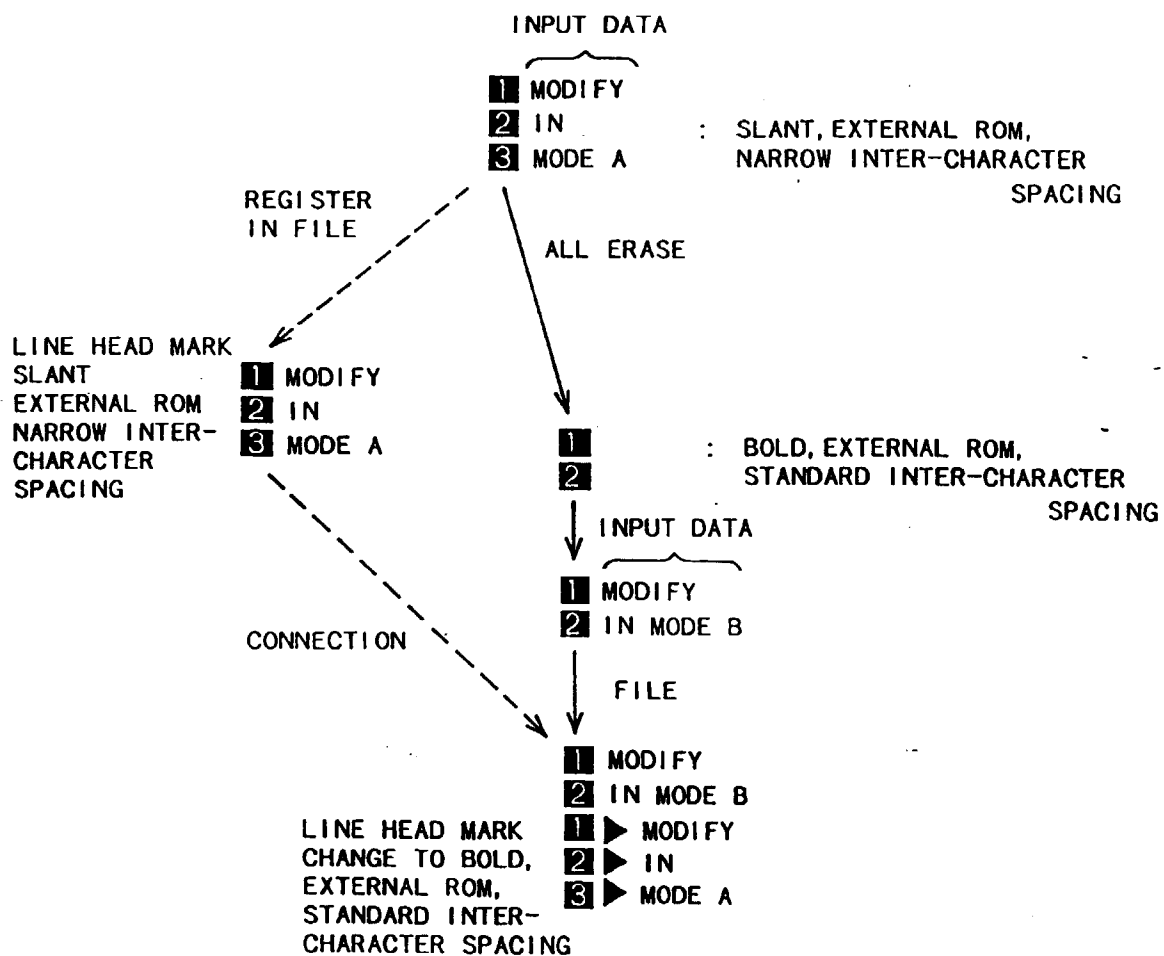 INPUT DATA
1 MODIFY
2 IN
3 MODE A
: SLANT, EXTERNAL ROM,
NARROW INTER-CHARACTER
SPACING
REGISTER
IN FILE
ALL ERASE
LINE HEAD MARK
SLANT
EXTERNAL ROM
NARROW INTER-
CHARACTER
SPACING
1 MODIFY
2 IN
3 MODE A
1
2
: BOLD, EXTERNAL ROM,
STANDARD INTER-CHARACTER
SPACING
INPUT DATA
1 MODIFY
2 IN MODE B
CONNECTION
FILE
1 MODIFY
2 IN MODE B
1 ▶ MODIFY
2 ▶ IN
3 ▶ MODE A
LINE HEAD MARK
CHANGE TO BOLD,
EXTERNAL ROM,
STANDARD INTER-
CHARACTER SPACING